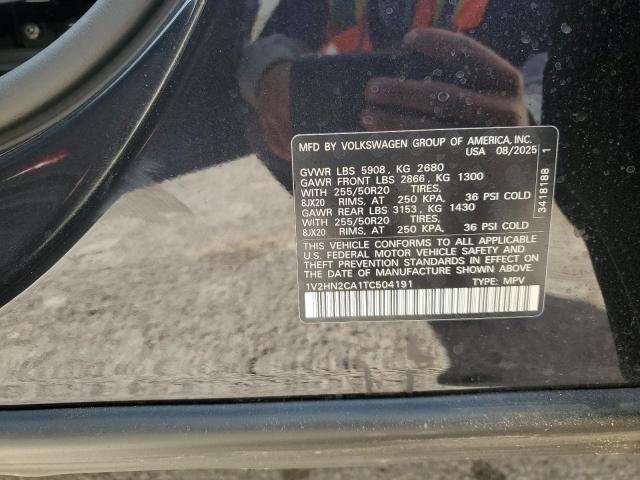 MFD BY VOLKSWAGEN GROUP OF AMERICA, INC.
USA 08/2025
GVWR LBS 5908, KG 2680
GAWR FRONT LBS 2866, KG 1300
WITH 255/50R20 TIRES,
8JX20 RIMS, AT 250 KPA, 36 PSI COLD
GAWR REAR LBS 3153, KG 1430
WITH 255/50R20 TIRES,
8JX20 RIMS, AT 250 KPA, 36 PSI COLD
THIS VEHICLE CONFORMS TO ALL APPLICABLE
U.S. FEDERAL MOTOR VEHICLE SAFETY AND
THEFT PREVENTION STANDARDS IN EFFECT ON
THE DATE OF MANUFACTURE SHOWN ABOVE.
1V2HN2CA1TC504191 TYPE: MPV
3418188 1